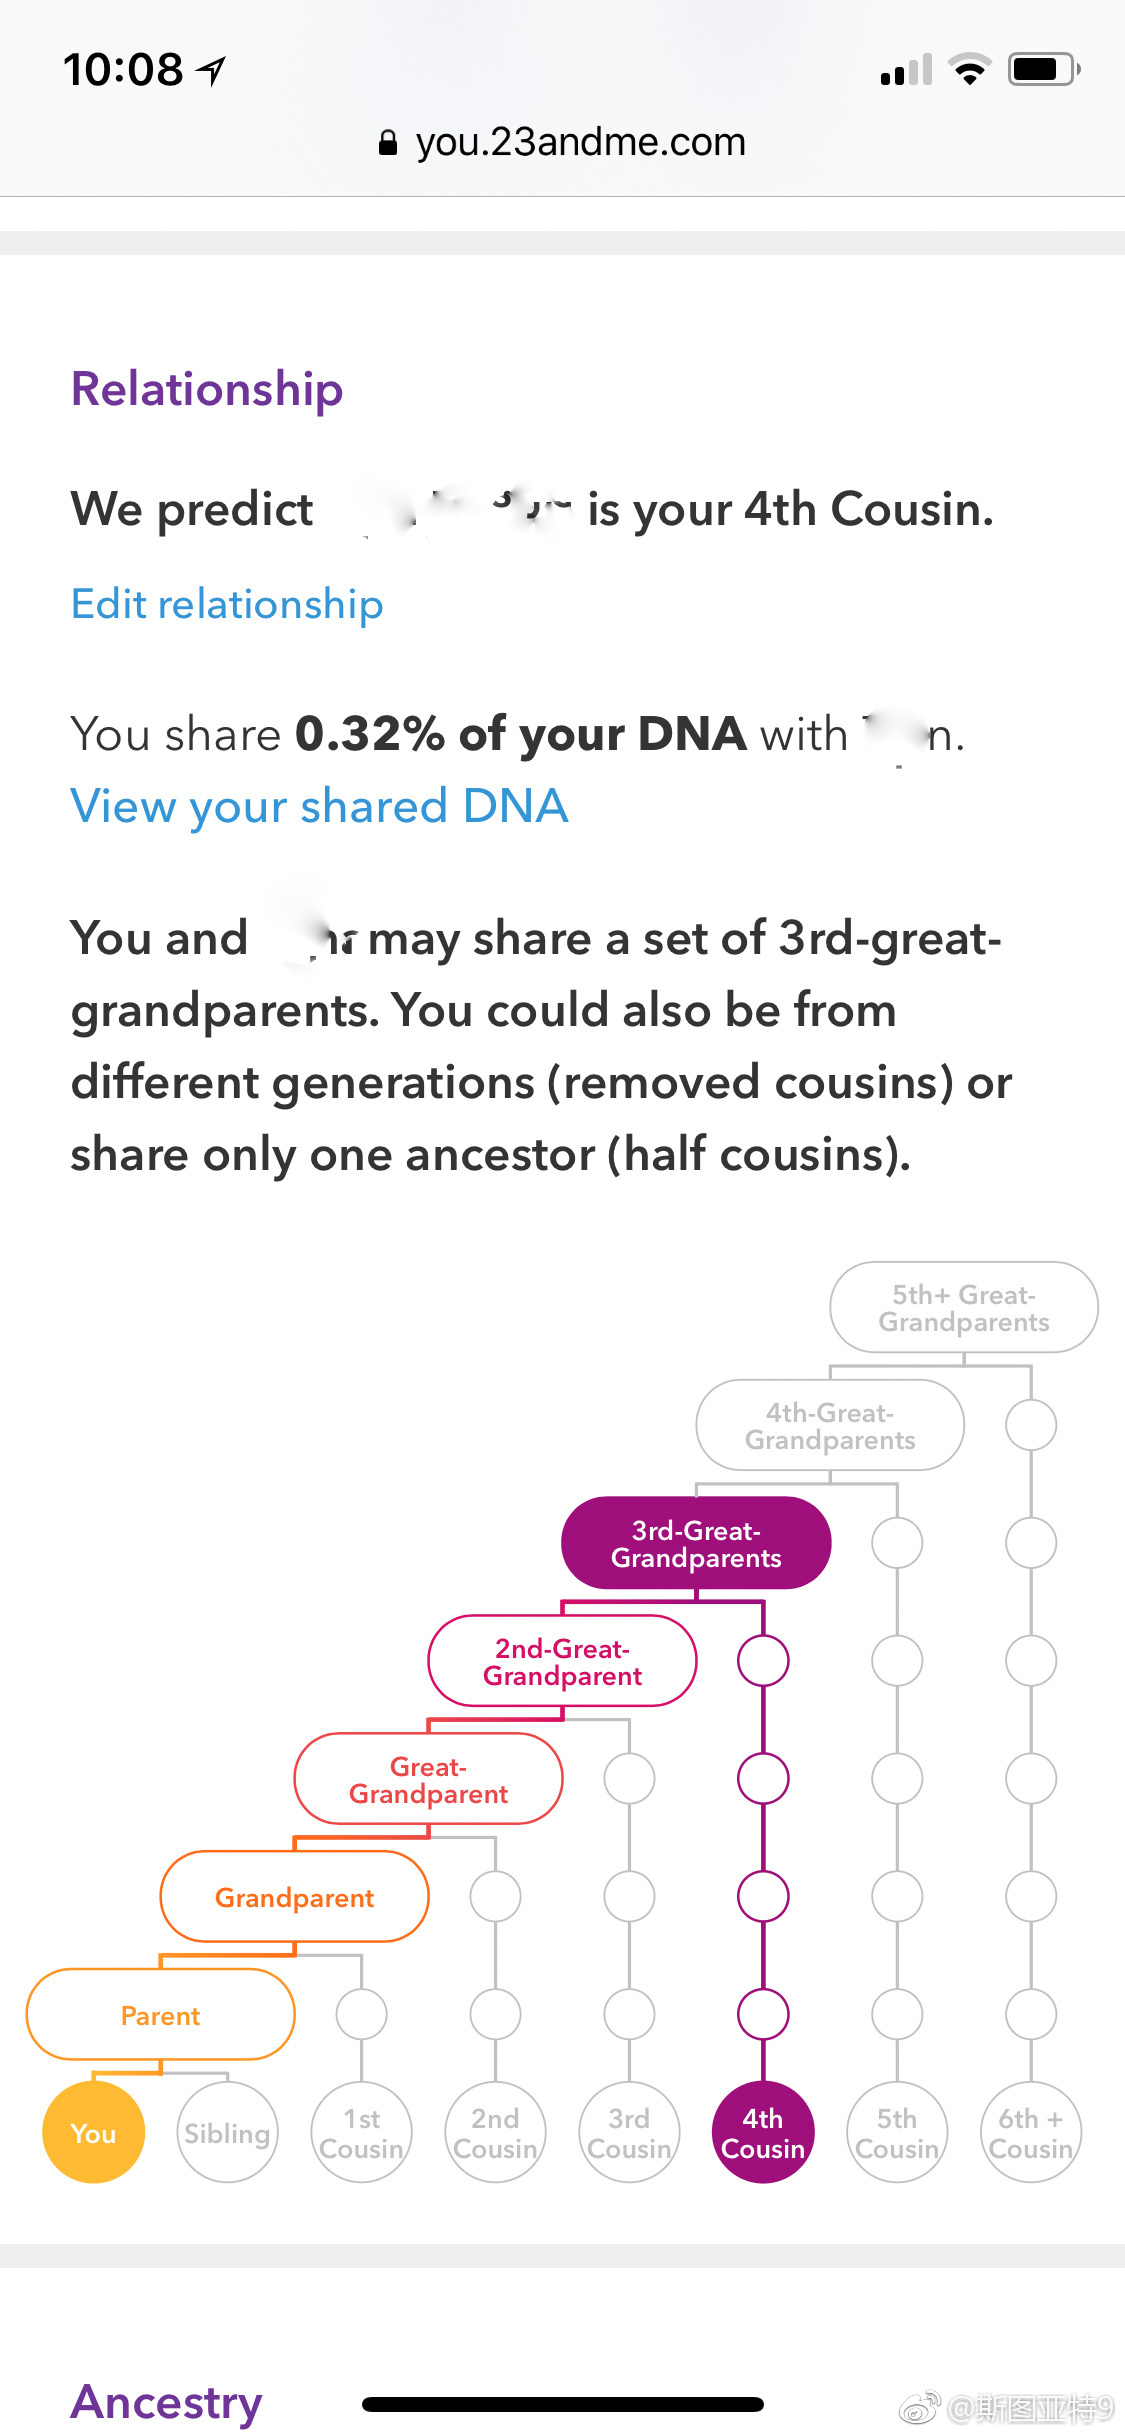 10:08
you.23andme.com
Relationship
We predict is your 4th Cousin.
Edit relationship
You share 0.32% of your DNA with
View your shared DNA
You and may share a set of 3rd-great-
grandparents. You could also be from
different generations (removed cousins) or
share only one ancestor (half cousins).
5th+ Great-
Grandparents
4th-Great-
Grandparents
3rd-Great-
Grandparents
2nd-Great-
Grandparent
Great-
Grandparent
Grandparent
Parent
You
Sibling
1st
Cousin
2nd
Cousin
3rd
Cousin
4th
Cousin
5th
Cousin
6th +
Cousin
Ancestry
@斯图亚特9